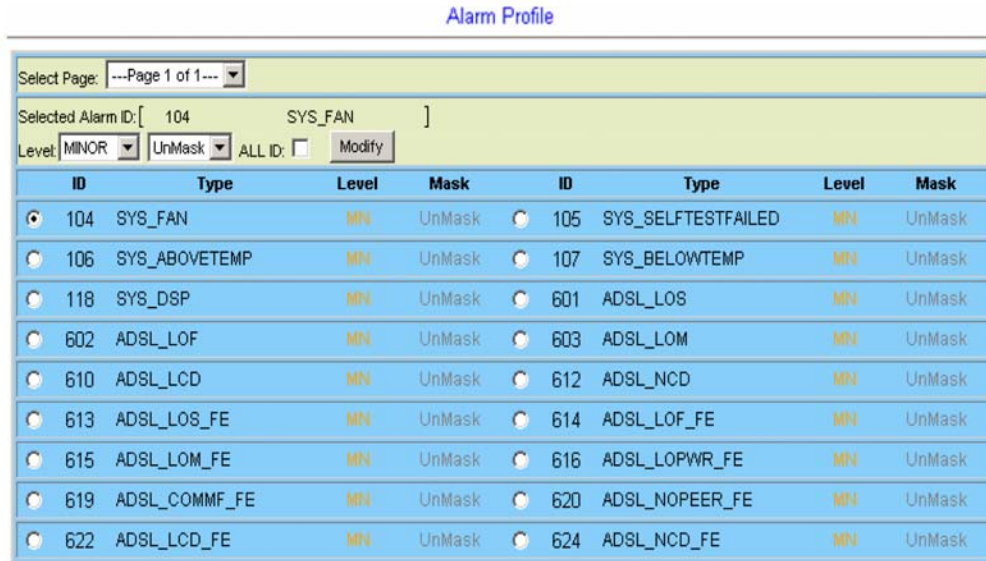 Alarm Profile
Select Page: ---Page 1 of 1---
Selected Alarm ID:[ 104 SYS_FAN ]
Level: MINOR UnMask ALL ID: Modify
ID Type Level Mask ID Type Level Mask
104 SYS_FAN MN UnMask 105 SYS_SELFTESTFAILED MN UnMask
106 SYS_ABOVETEMP MN UnMask 107 SYS_BELOWTEMP MN UnMask
118 SYS_DSP MN UnMask 601 ADSL_LOS MN UnMask
602 ADSL_LOF MN UnMask 603 ADSL_LOM MN UnMask
610 ADSL_LCD MN UnMask 612 ADSL_NCD MN UnMask
613 ADSL_LOS_FE MN UnMask 614 ADSL_LOF_FE MN UnMask
615 ADSL_LOM_FE MN UnMask 616 ADSL_LOPWR_FE MN UnMask
619 ADSL_COMMF_FE MN UnMask 620 ADSL_NOPEER_FE MN UnMask
622 ADSL_LCD_FE MN UnMask 624 ADSL_NCD_FE MN UnMask